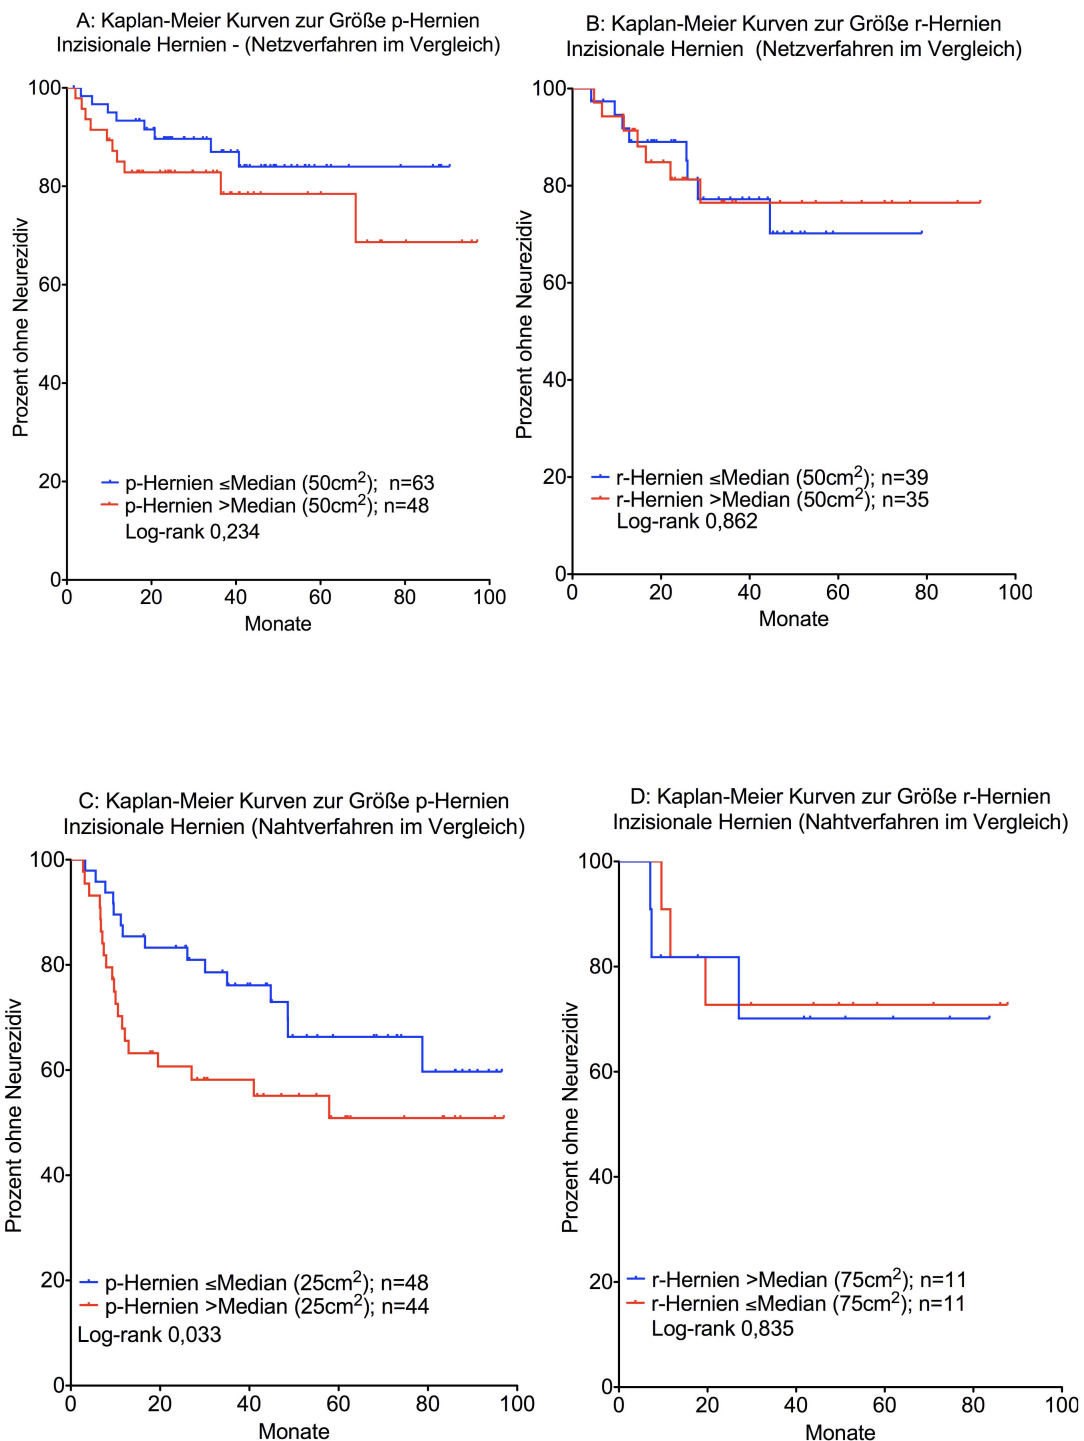 A: Kaplan-Meier Kurven zur Größe p-Hernien
Inzisionale Hernien - (Netzverfahren im Vergleich)
100
80
60
40
20
0
Prozent ohne Neurezidiv
p-Hernien ≤Median (50cm²); n=63
p-Hernien >Median (50cm²); n=48
Log-rank 0,234
0 20 40 60 80 100
Monate
B: Kaplan-Meier Kurven zur Größe r-Hernien
Inzisionale Hernien (Netzverfahren im Vergleich)
100
80
60
40
20
0
Prozent ohne Neurezidiv
r-Hernien ≤Median (50cm²); n=39
r-Hernien >Median (50cm²); n=35
Log-rank 0,862
0 20 40 60 80 100
Monate
C: Kaplan-Meier Kurven zur Größe p-Hernien
Inzisionale Hernien (Nahtverfahren im Vergleich)
100
80
60
40
20
0
Prozent ohne Neurezidiv
p-Hernien ≤Median (25cm²); n=48
p-Hernien >Median (25cm²); n=44
Log-rank 0,033
0 20 40 60 80 100
Monate
D: Kaplan-Meier Kurven zur Größe r-Hernien
Inzisionale Hernien (Nahtverfahren im Vergleich)
100
80
60
40
20
0
Prozent ohne Neurezidiv
r-Hernien >Median (75cm²); n=11
r-Hernien ≤Median (75cm²); n=11
Log-rank 0,835
0 20 40 60 80 100
Monate